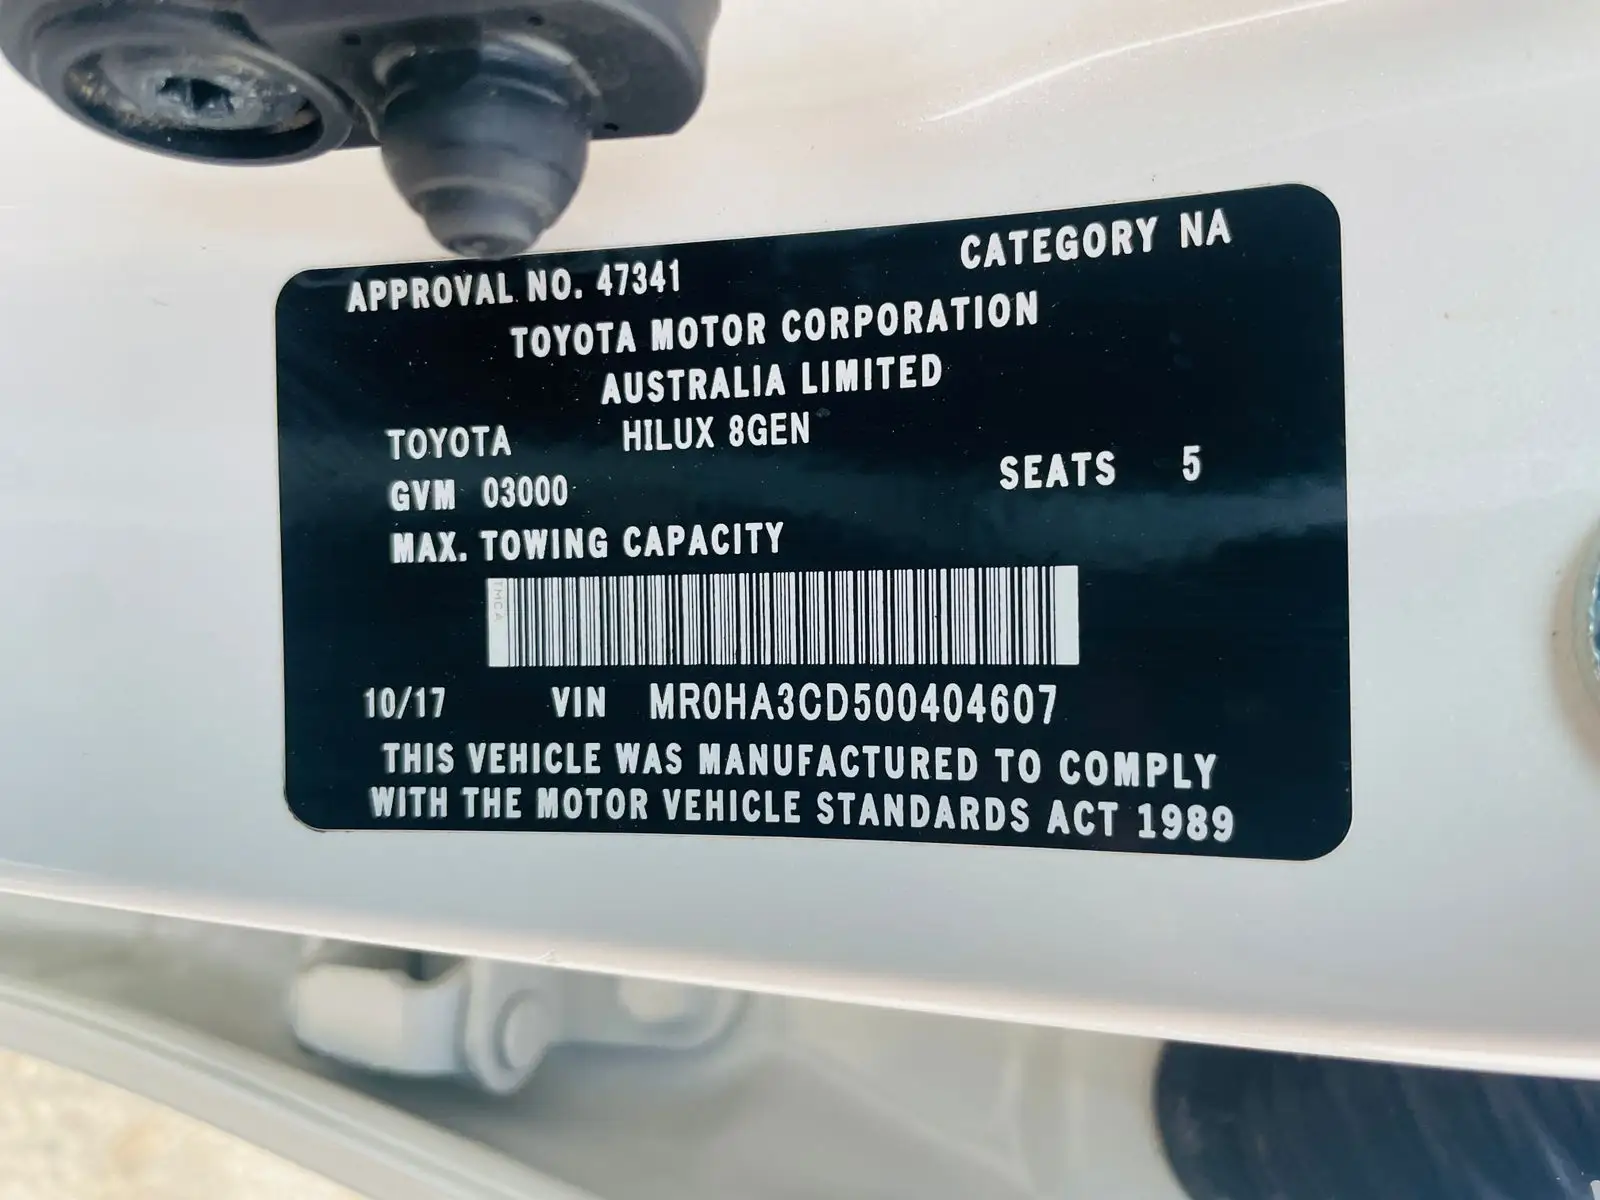 APPROVAL NO. 47341 CATEGORY NA
TOYOTA MOTOR CORPORATION
AUSTRALIA LIMITED
TOYOTA HILUX 8GEN
GVM 03000 SEATS 5
MAX. TOWING CAPACITY
TMCA
10/17 VIN MR0HA3CD500404607
THIS VEHICLE WAS MANUFACTURED TO COMPLY
WITH THE MOTOR VEHICLE STANDARDS ACT 1989